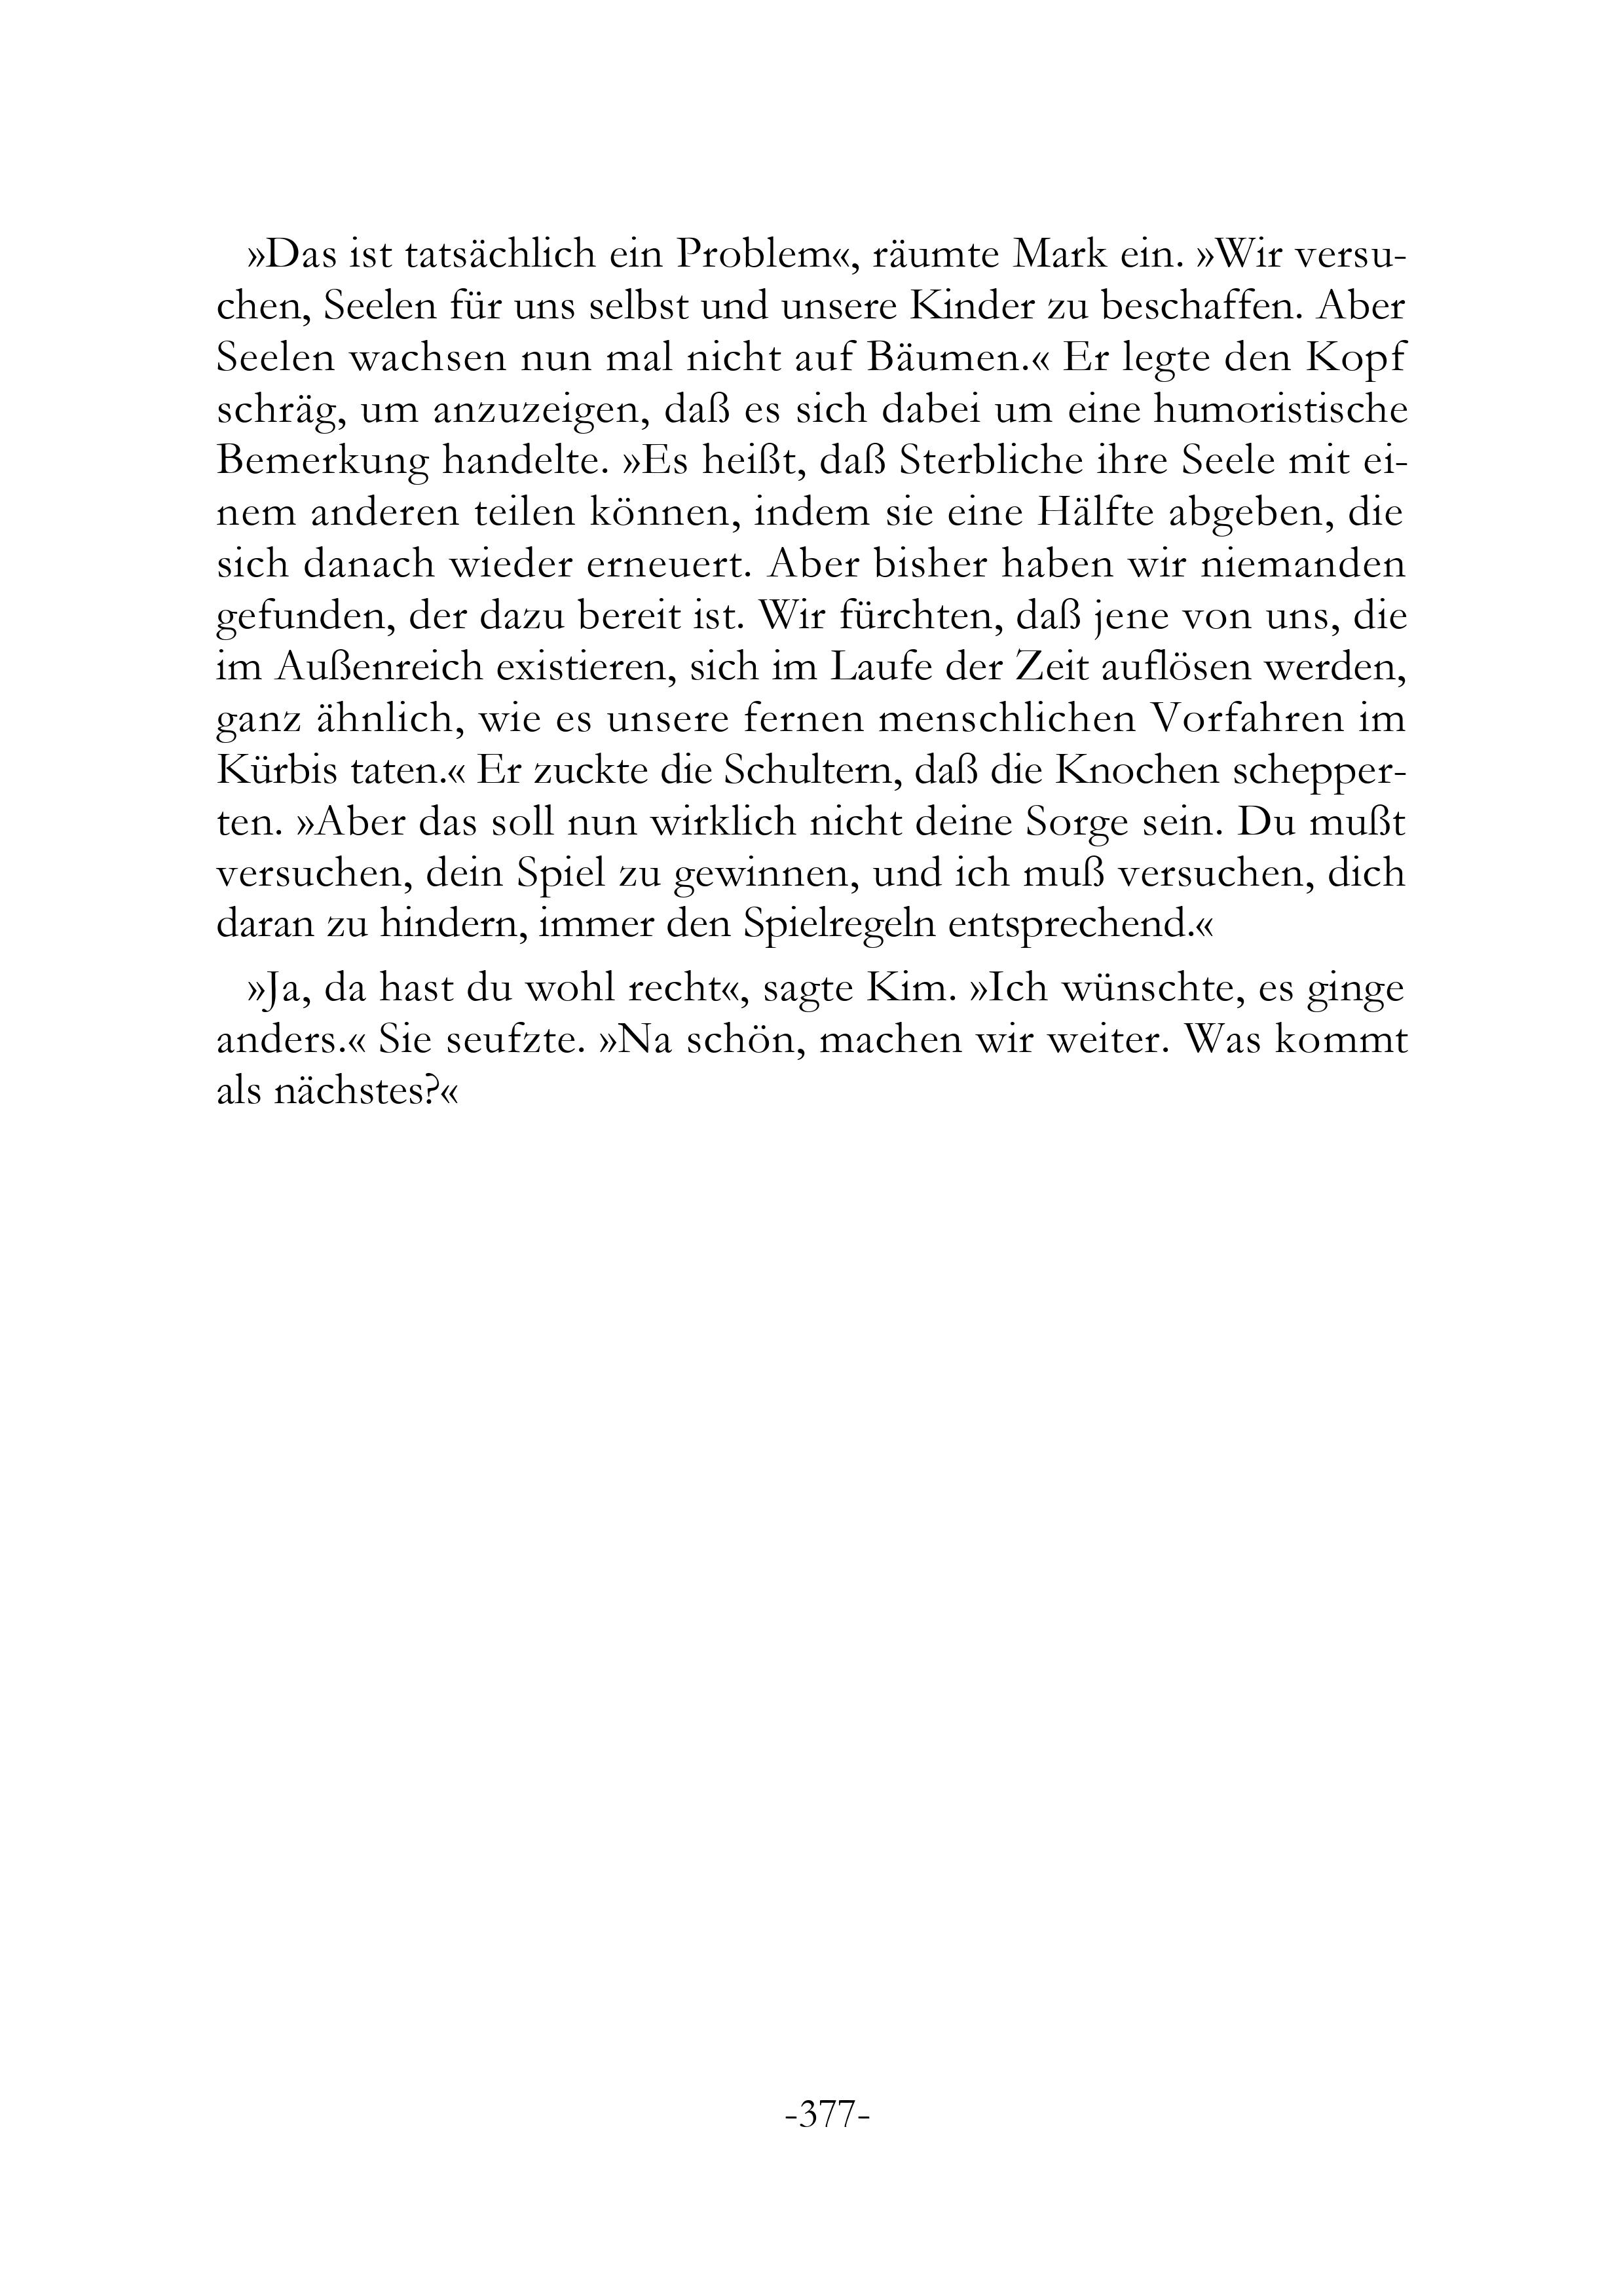 »Das ist tatsächlich ein Problem«, räumte Mark ein. »Wir versu-
chen, Seelen für uns selbst und unsere Kinder zu beschaffen. Aber
Seelen wachsen nun mal nicht auf Bäumen.« Er legte den Kopf
schräg, um anzuzeigen, daß es sich dabei um eine humoristische
Bemerkung handelte. »Es heißt, daß Sterbliche ihre Seele mit ei-
nem anderen teilen können, indem sie eine Hälfte abgeben, die
sich danach wieder erneuert. Aber bisher haben wir niemanden
gefunden, der dazu bereit ist. Wir fürchten, daß jene von uns, die
im Außenreich existieren, sich im Laufe der Zeit auflösen werden,
ganz ähnlich, wie es unsere fernen menschlichen Vorfahren im
Kürbis taten.« Er zuckte die Schultern, daß die Knochen schepper-
ten. »Aber das soll nun wirklich nicht deine Sorge sein. Du mußt
versuchen, dein Spiel zu gewinnen, und ich muß versuchen, dich
daran zu hindern, immer den Spielregeln entsprechend.«
»Ja, da hast du wohl recht«, sagte Kim. »Ich wünschte, es ginge
anders.« Sie seufzte. »Na schön, machen wir weiter. Was kommt
als nächstes?«
-377-